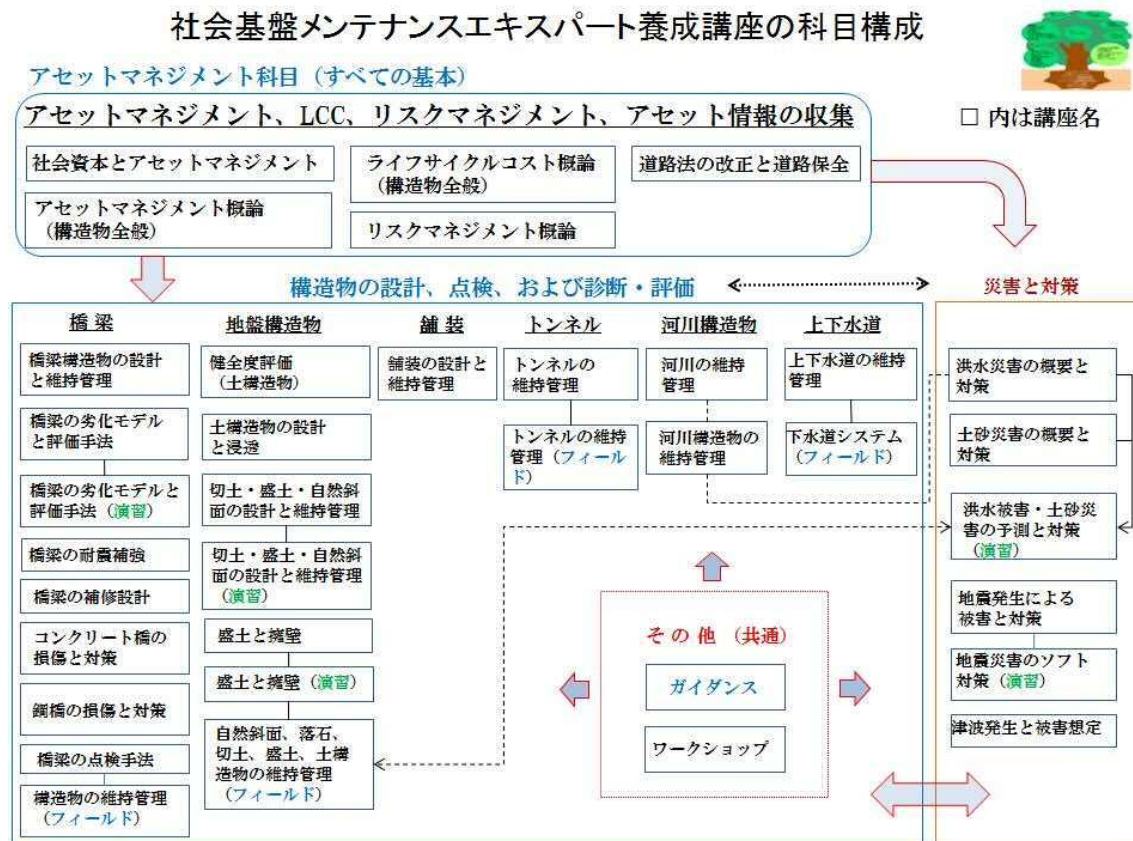 社会基盤メンテナンスエキスパート養成講座の科目構成
アセットマネジメント科目（すべての基本）
アセットマネジメント、LCC、リスクマネジメント、アセット情報の収集
□ 内は講座名
社会資本とアセットマネジメント
アセットマネジメント概論
（構造物全般）
ライフサイクルコスト概論
（構造物全般）
リスクマネジメント概論
道路法の改正と道路保全
構造物の設計、点検、および診断・評価
災害と対策
橋 梁
橋梁構造物の設計
と維持管理
橋梁の劣化モデル
と評価手法
橋梁の劣化モデルと
評価手法（演習）
橋梁の耐震補強
橋梁の補修設計
コンクリート橋の
損傷と対策
鋼橋の損傷と対策
橋梁の点検手法
構造物の維持管理
（フィールド）
地盤構造物
健全度評価
（土構造物）
土構造物の設計
と浸透
切土・盛土・自然斜
面の設計と維持管理
切土・盛土・自然斜
面の設計と維持管理
（演習）
盛土と擁壁
盛土と擁壁（演習）
自然斜面、落石、
切土、盛土、土構
造物の維持管理
（フィールド）
舗 装
舗装の設計と
維持管理
トンネル
トンネルの
維持管理
トンネルの維持
管理（フィール
ド）
河川構造物
河川の維持
管理
河川構造物の
維持管理
上下水道
上下水道の維持
管理
下水道システム
（フィールド）
その他 （共通）
ガイダンス
ワークショップ
洪水災害の概要と
対策
土砂災害の概要と
対策
洪水被害・土砂災
害の予測と対策
（演習）
地震発生による
被害と対策
地震災害のソフト
対策（演習）
津波発生と被害想定